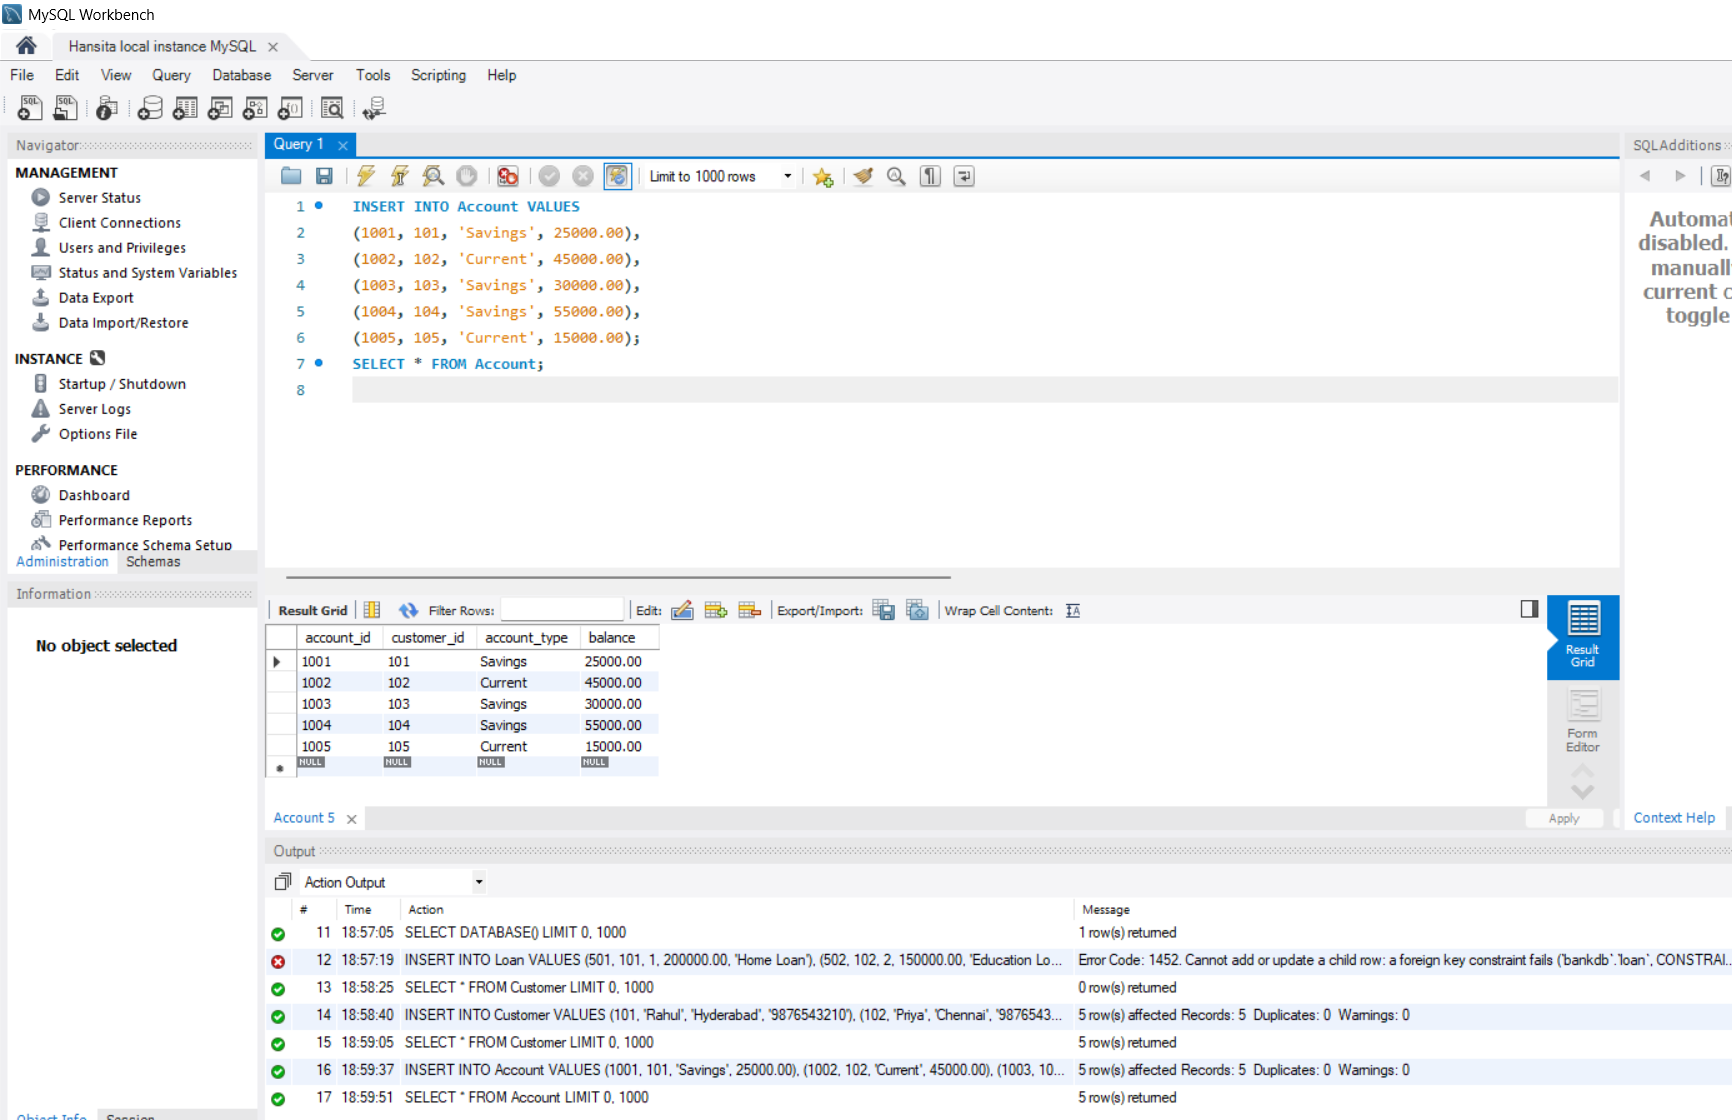 MySQL Workbench
Hansita local instance MySQL
File Edit View Query Database Server Tools Scripting Help
Navigator
MANAGEMENT
Server Status
Client Connections
Users and Privileges
Status and System Variables
Data Export
Data Import/Restore
INSTANCE
Startup / Shutdown
Server Logs
Options File
PERFORMANCE
Dashboard
Performance Reports
Performance Schema Setup
Administration Schemas
Information
No object selected
Object Info Session
Query 1
Limit to 1000 rows
1 INSERT INTO Account VALUES
2 (1001, 101, 'Savings', 25000.00),
3 (1002, 102, 'Current', 45000.00),
4 (1003, 103, 'Savings', 30000.00),
5 (1004, 104, 'Savings', 55000.00),
6 (1005, 105, 'Current', 15000.00);
7 SELECT * FROM Account;
8
Result Grid Filter Rows: Edit: Export/Import: Wrap Cell Content:
account_id customer_id account_type balance
1001 101 Savings 25000.00
1002 102 Current 45000.00
1003 103 Savings 30000.00
1004 104 Savings 55000.00
1005 105 Current 15000.00
NULL NULL NULL NULL
Result
Grid
Form
Editor
Account 5
Apply
SQLAdditions
Automat
disabled.
manually
current c
toggle
Context Help
Output
Action Output
# Time Action Message
11 18:57:05 SELECT DATABASE() LIMIT 0, 1000 1 row(s) returned
12 18:57:19 INSERT INTO Loan VALUES (501, 101, 1, 200000.00, 'Home Loan'), (502, 102, 2, 150000.00, 'Education Lo... Error Code: 1452. Cannot add or update a child row: a foreign key constraint fails (`bankdb`.`loan`, CONSTRAI...
13 18:58:25 SELECT * FROM Customer LIMIT 0, 1000 0 row(s) returned
14 18:58:40 INSERT INTO Customer VALUES (101, 'Rahul', 'Hyderabad', '9876543210'), (102, 'Priya', 'Chennai', '9876543... 5 row(s) affected Records: 5 Duplicates: 0 Warnings: 0
15 18:59:05 SELECT * FROM Customer LIMIT 0, 1000 5 row(s) returned
16 18:59:37 INSERT INTO Account VALUES (1001, 101, 'Savings', 25000.00), (1002, 102, 'Current', 45000.00), (1003, 10... 5 row(s) affected Records: 5 Duplicates: 0 Warnings: 0
17 18:59:51 SELECT * FROM Account LIMIT 0, 1000 5 row(s) returned